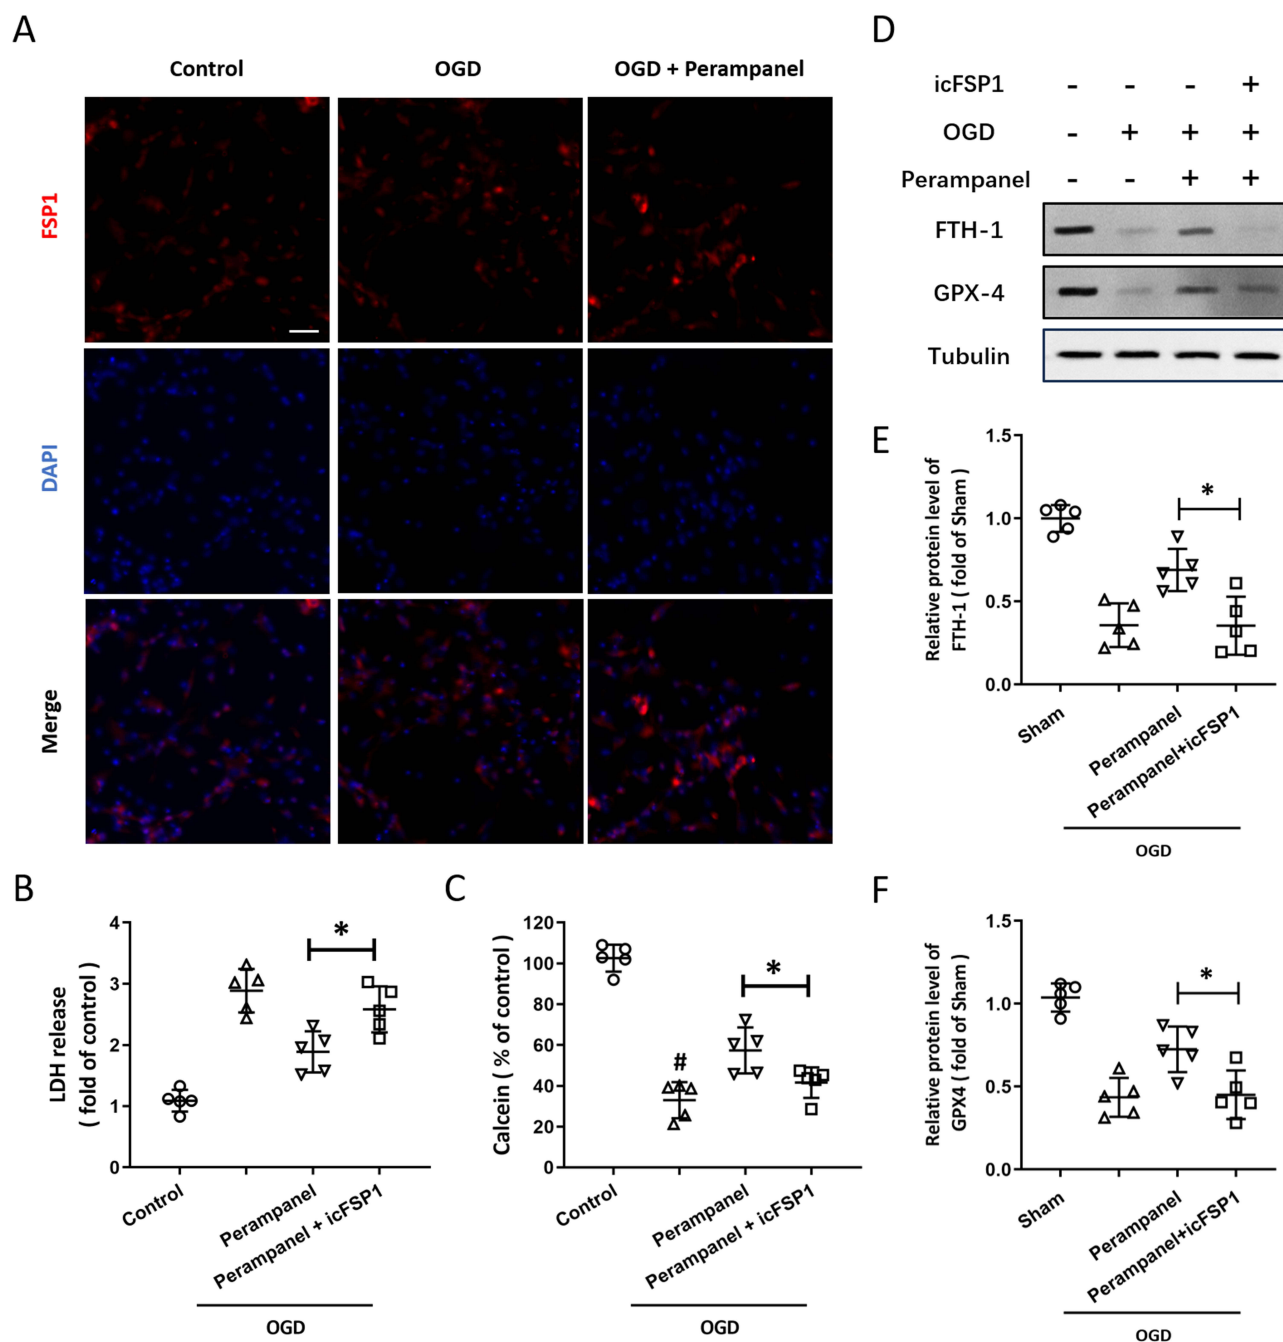 A
Control OGD OGD + Perampanel
FSP1
DAPI
Merge
B
LDH release
( fold of control )
4
3
2
1
0
*
Control
Perampanel
Perampanel + icFSP1
OGD
C
Calcein ( % of control )
120
100
80
60
40
20
0
#
*
Control
Perampanel
Perampanel + icFSP1
OGD
D
icFSP1 - - - +
OGD - + + +
Perampanel - - + +
FTH-1
GPX-4
Tubulin
E
Relative protein level of
FTH-1 ( fold of Sham )
1.5
1.0
0.5
0.0
*
Sham
Perampanel
Perampanel+icFSP1
OGD
F
Relative protein level of
GPX4 ( fold of Sham )
1.5
1.0
0.5
0.0
*
Sham
Perampanel
Perampanel+icFSP1
OGD